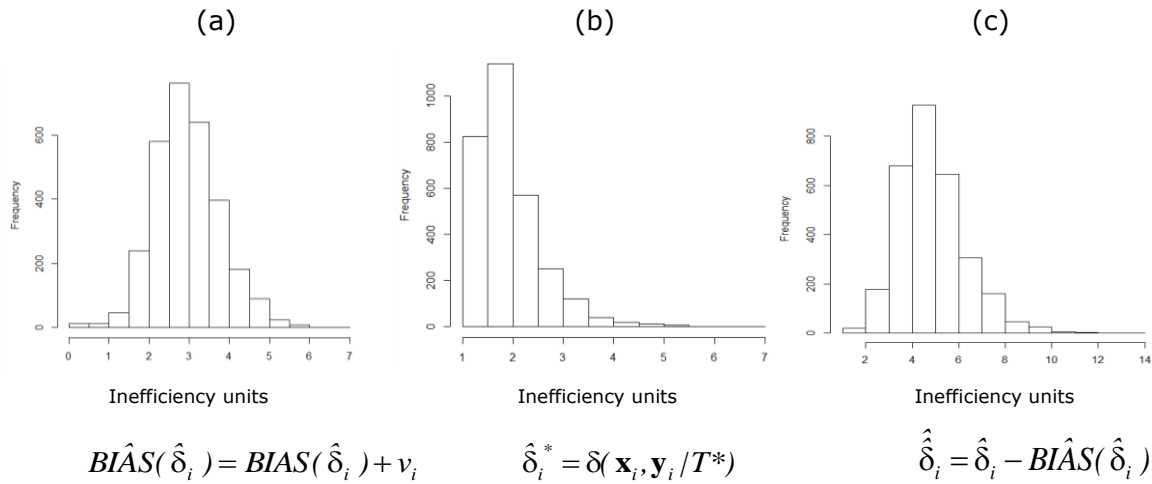 (a) (b) (c)
Frequency
0 200 400 600
0 1 2 3 4 5 6 7
Inefficiency units
Frequency
0 200 400 600 800 1000
1 2 3 4 5 6 7
Inefficiency units
Frequency
0 200 400 600 800
2 4 6 8 10 12 14
Inefficiency units
BIÂS(δ̂ᵢ) = BIAS(δ̂ᵢ) + vᵢ
δ̂ᵢ* = δ(xᵢ, yᵢ /T*)
δ̂̂ᵢ = δ̂ᵢ - BIÂS(δ̂ᵢ)